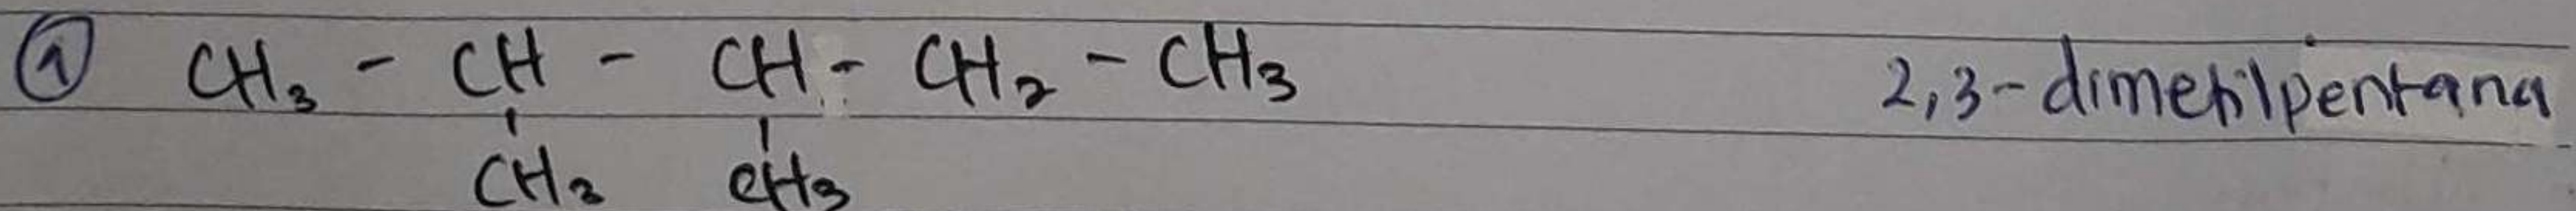 ① CH₃ - CH - CH - CH₂ - CH₃ 2,3-dimetilpentana
CH₃ CH₃